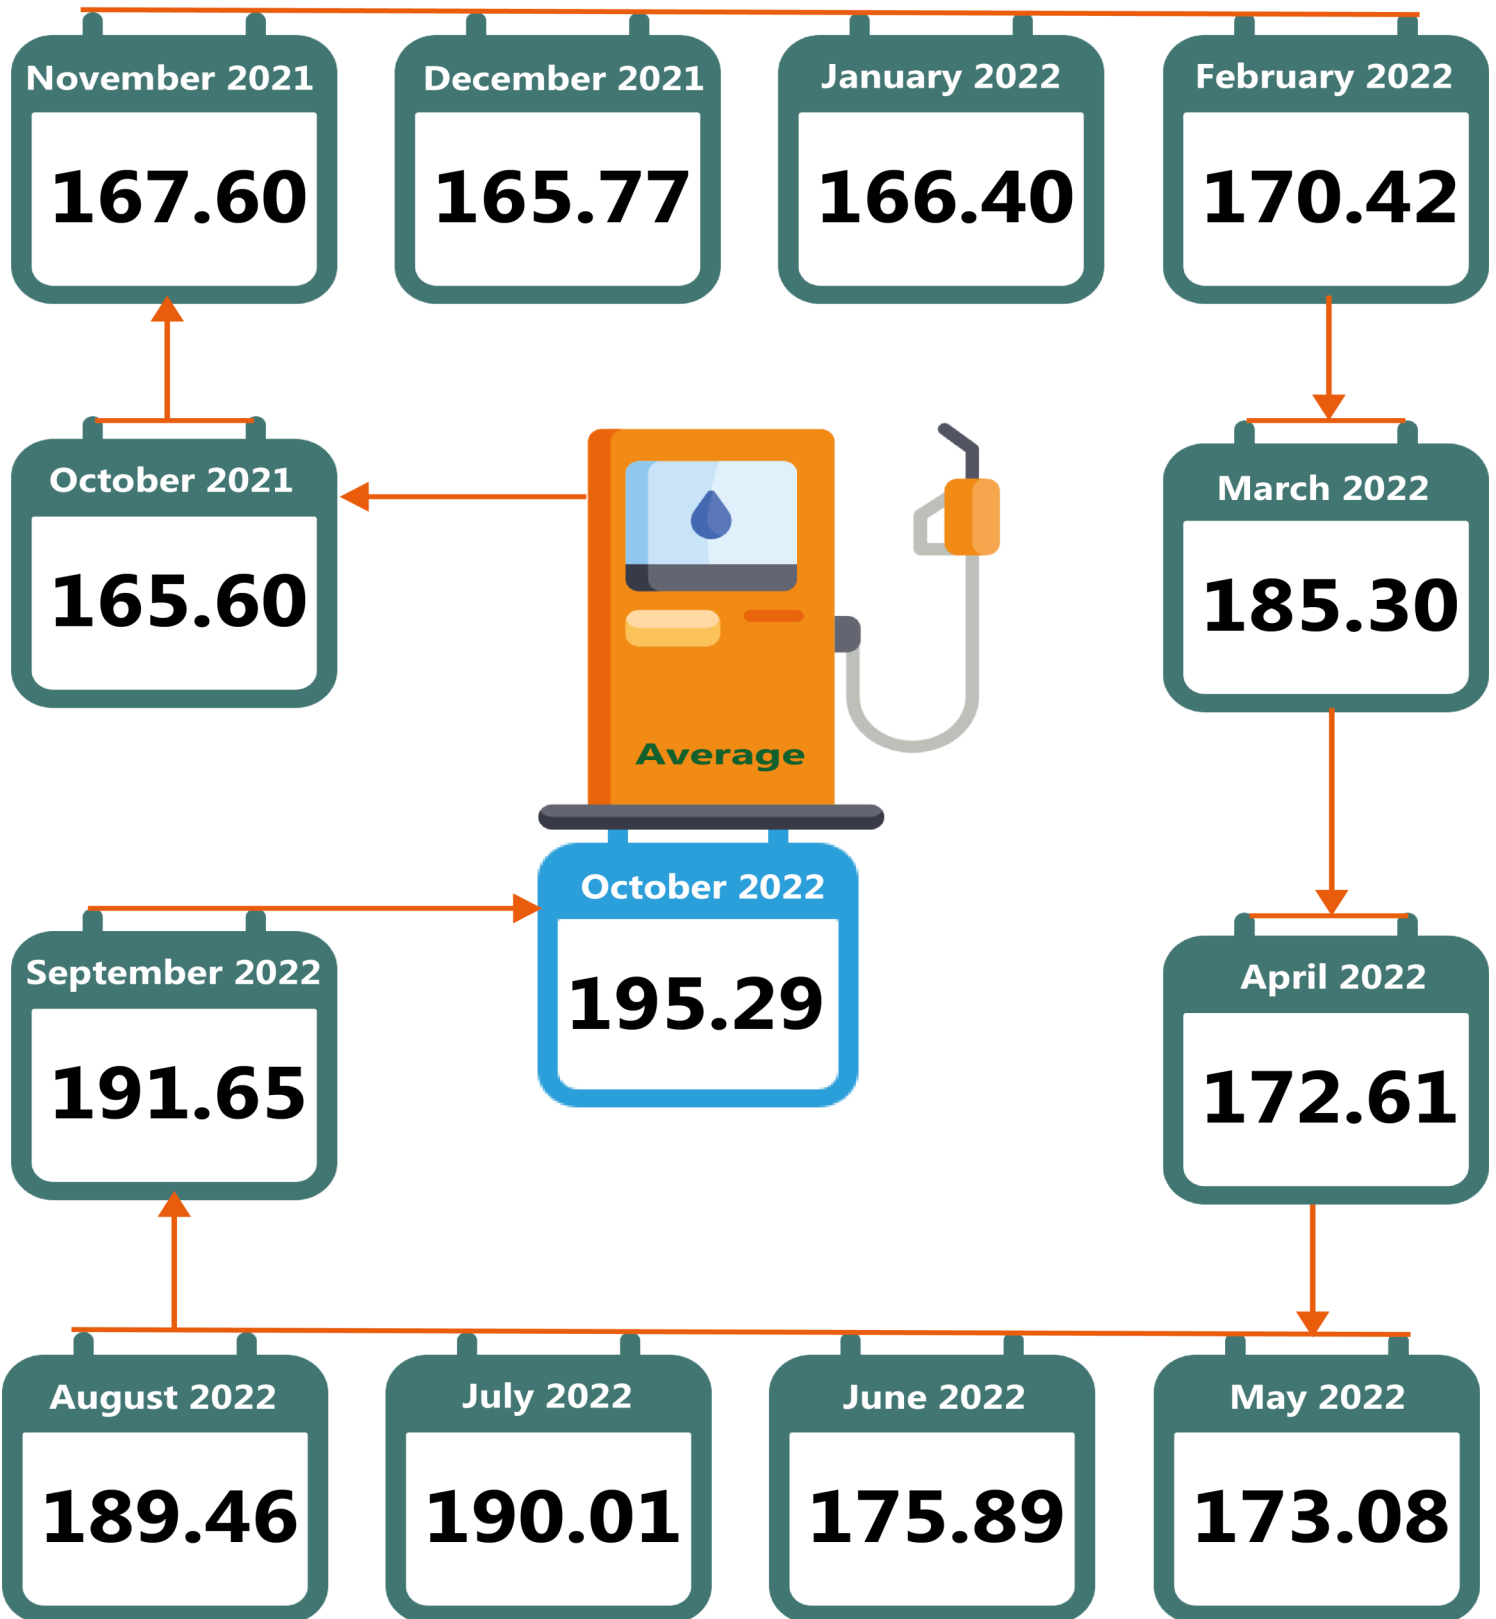 November 2021
167.60
December 2021
165.77
January 2022
166.40
February 2022
170.42
October 2021
165.60
Average
March 2022
185.30
September 2022
191.65
October 2022
195.29
April 2022
172.61
August 2022
189.46
July 2022
190.01
June 2022
175.89
May 2022
173.08